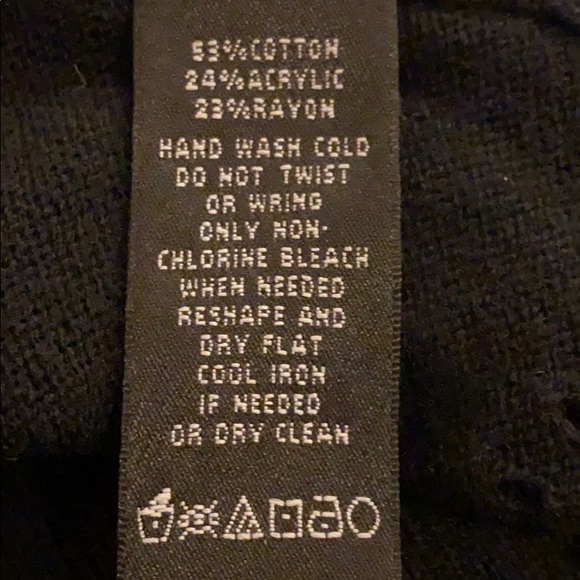 53%COTTON
24%ACRYLIC
23%RAYON
HAND WASH COLD
DO NOT TWIST
OR WRING
ONLY NON-
CHLORINE BLEACH
WHEN NEEDED
RESHAPE AND
DRY FLAT
COOL IRON
IF NEEDED
OR DRY CLEAN